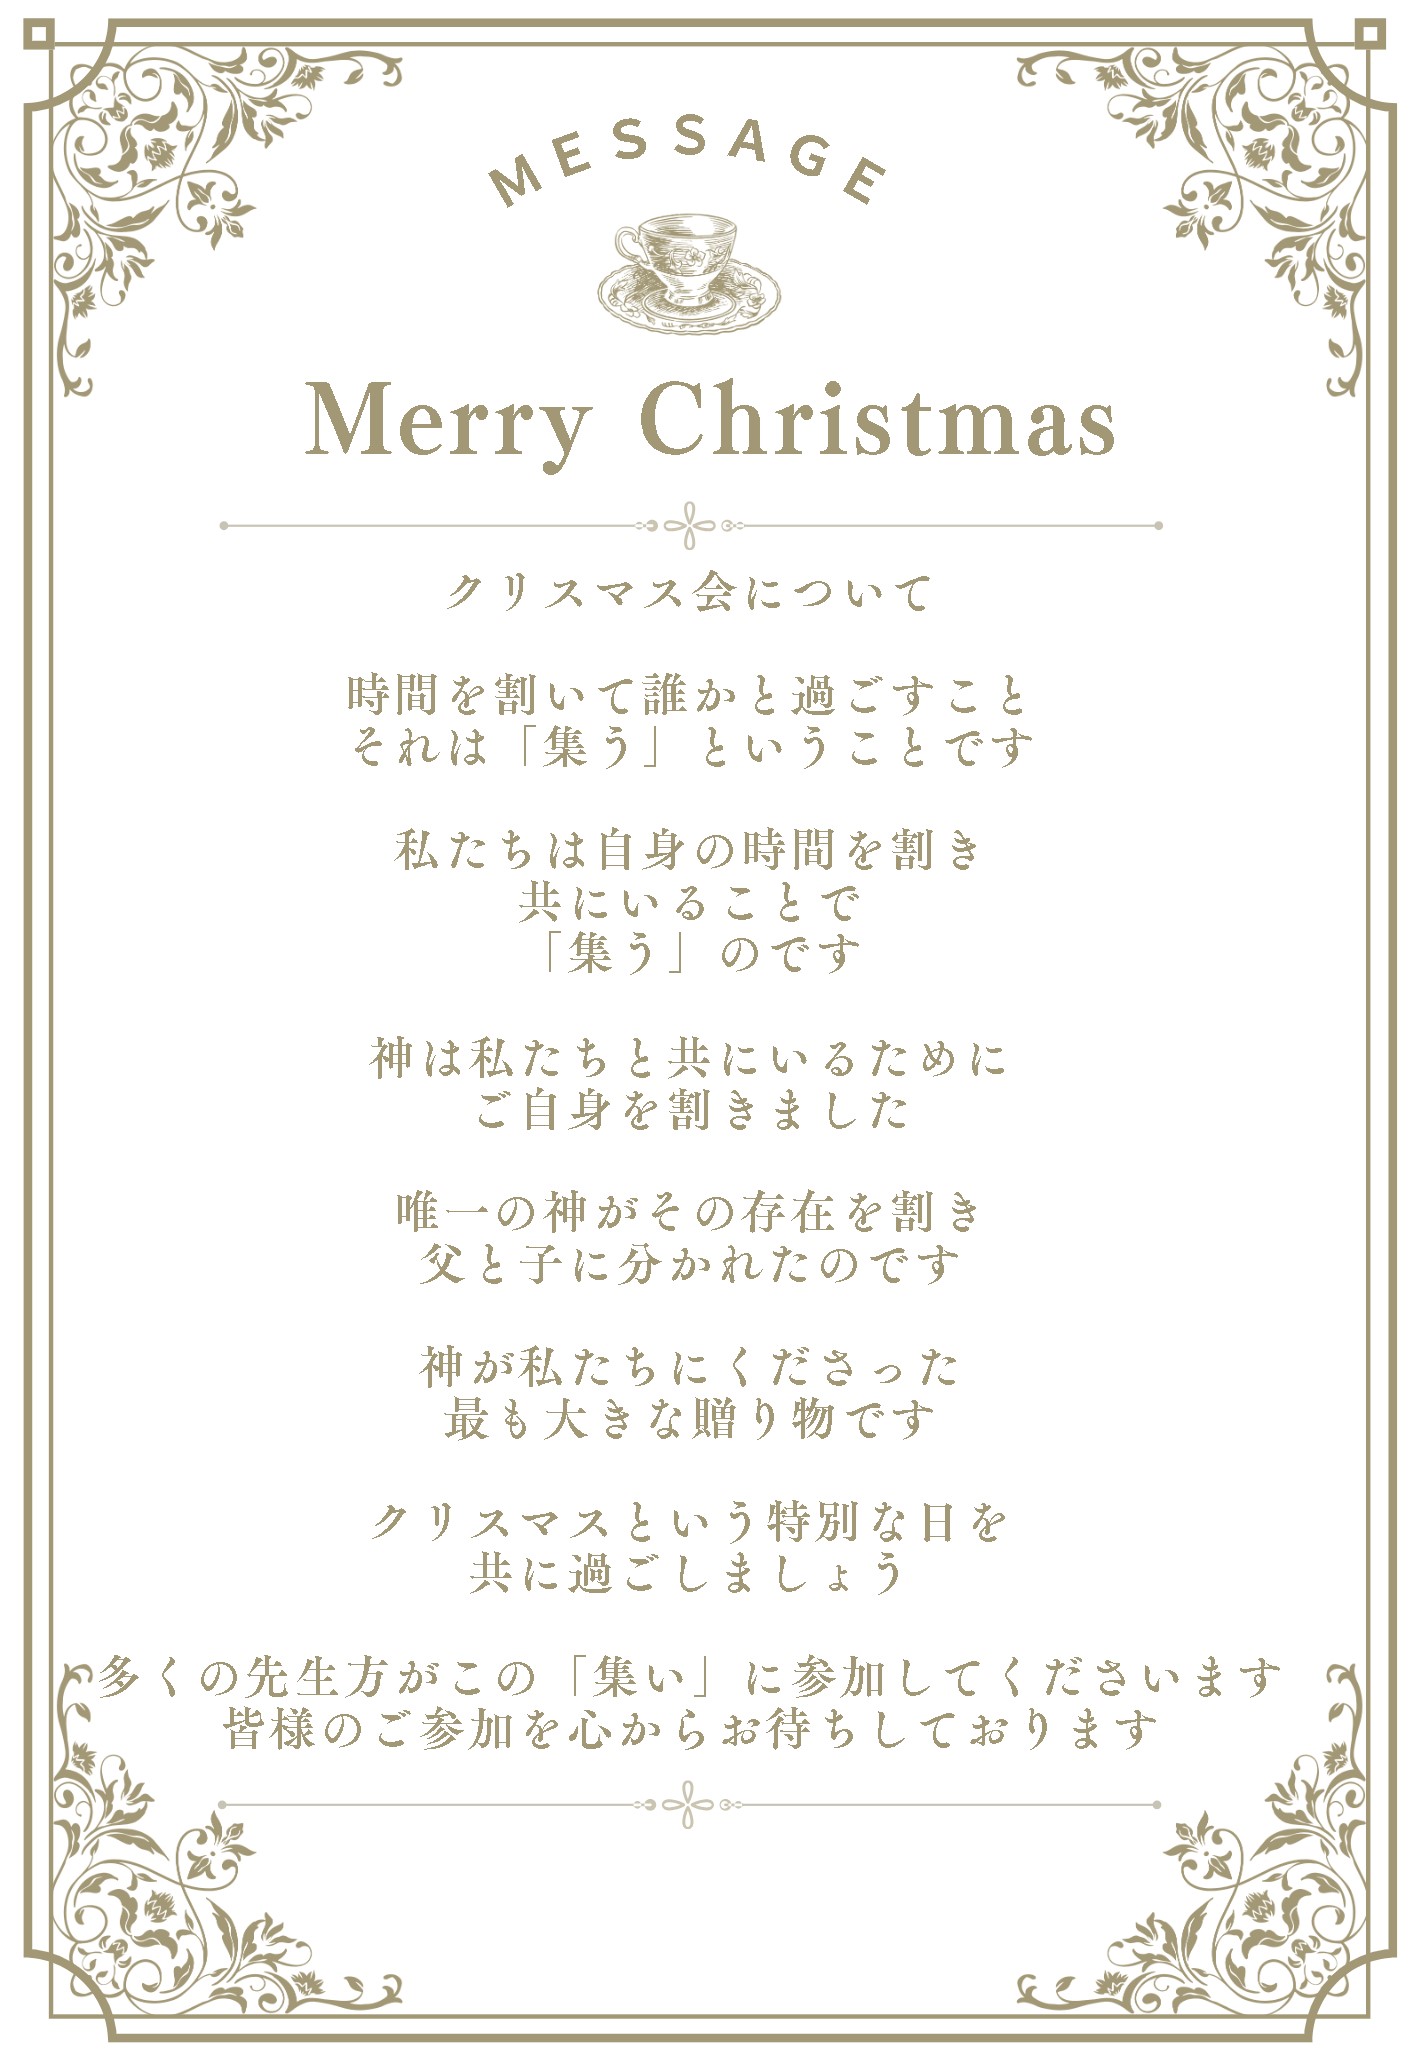 MESSAGE
Merry Christmas
クリスマス会について
時間を割いて誰かと過ごすこと
それは「集う」ということです
私たちは自身の時間を割き
共にいることで
「集う」のです
神は私たちと共にいるために
ご自身を割きました
唯一の神がその存在を割き
父と子に分かれたのです
神が私たちにくださった
最も大きな贈り物です
クリスマスという特別な日を
共に過ごしましょう
多くの先生方がこの「集い」に参加してくださいます
皆様のご参加を心からお待ちしております